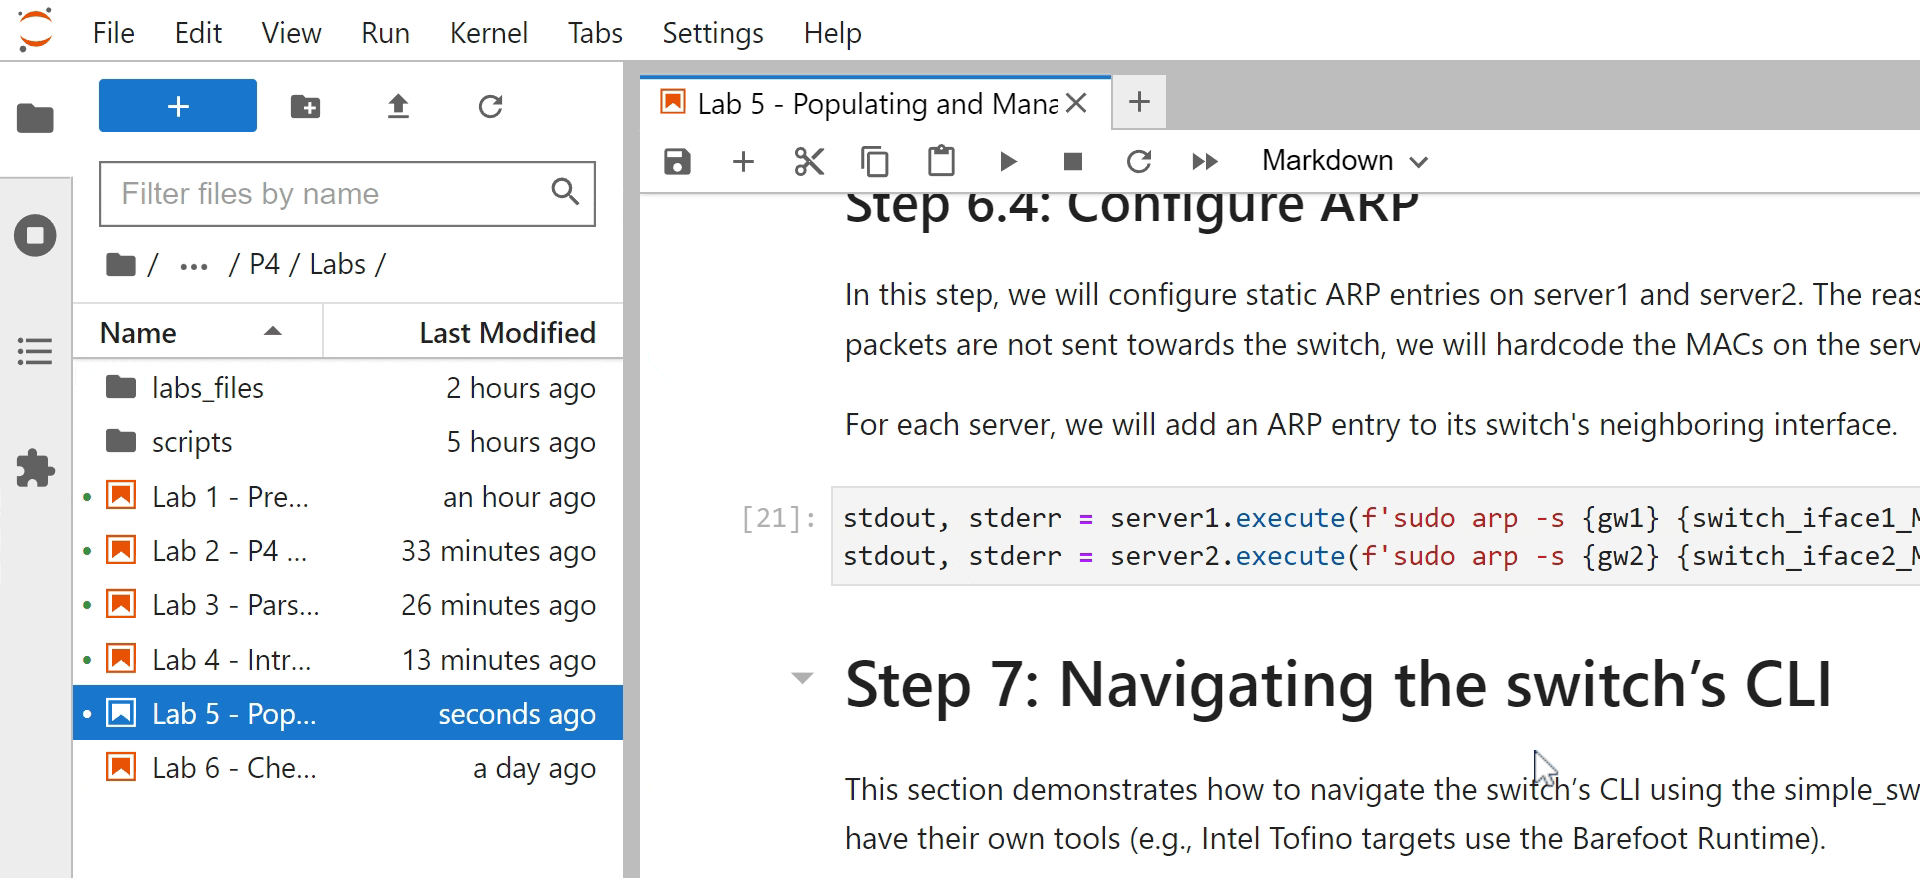 File Edit View Run Kernel Tabs Settings Help
Lab 5 - Populating and Mana
Filter files by name
/ ... / P4 / Labs /
Markdown
Name Last Modified
labs_files 2 hours ago
scripts 5 hours ago
Lab 1 - Pre... an hour ago
Lab 2 - P4 ... 33 minutes ago
Lab 3 - Pars... 26 minutes ago
Lab 4 - Intr... 13 minutes ago
Lab 5 - Pop... seconds ago
Lab 6 - Che... a day ago
Step 6.4: Configure ARP
In this step, we will configure static ARP entries on server1 and server2. The reas
packets are not sent towards the switch, we will hardcode the MACs on the serv
For each server, we will add an ARP entry to its switch's neighboring interface.
[21]: stdout, stderr = server1.execute(f'sudo arp -s {gw1} {switch_iface1_M
stdout, stderr = server2.execute(f'sudo arp -s {gw2} {switch_iface2_M
Step 7: Navigating the switch’s CLI
This section demonstrates how to navigate the switch’s CLI using the simple_sw
have their own tools (e.g., Intel Tofino targets use the Barefoot Runtime).